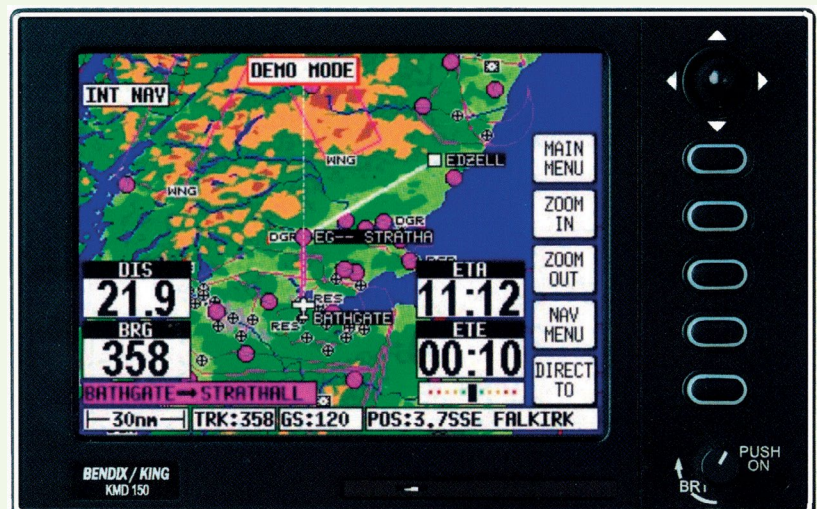 DEMO MODE
INT NAV
MAIN MENU
EDZELL
WNG
WNG
ZOOM IN
DGR
DGR
EG-- STRATHA
DIS
21.9
ETA
11:12
ZOOM OUT
RES
BATHGATE
RES
BRG
358
ETE
00:10
NAV MENU
BATHGATE→STRATHALL
DIRECT TO
30nm
TRK:358
GS:120
POS:3.7SSE FALKIRK
BENDIX/KING
KMD 150
PUSH ON
BRT